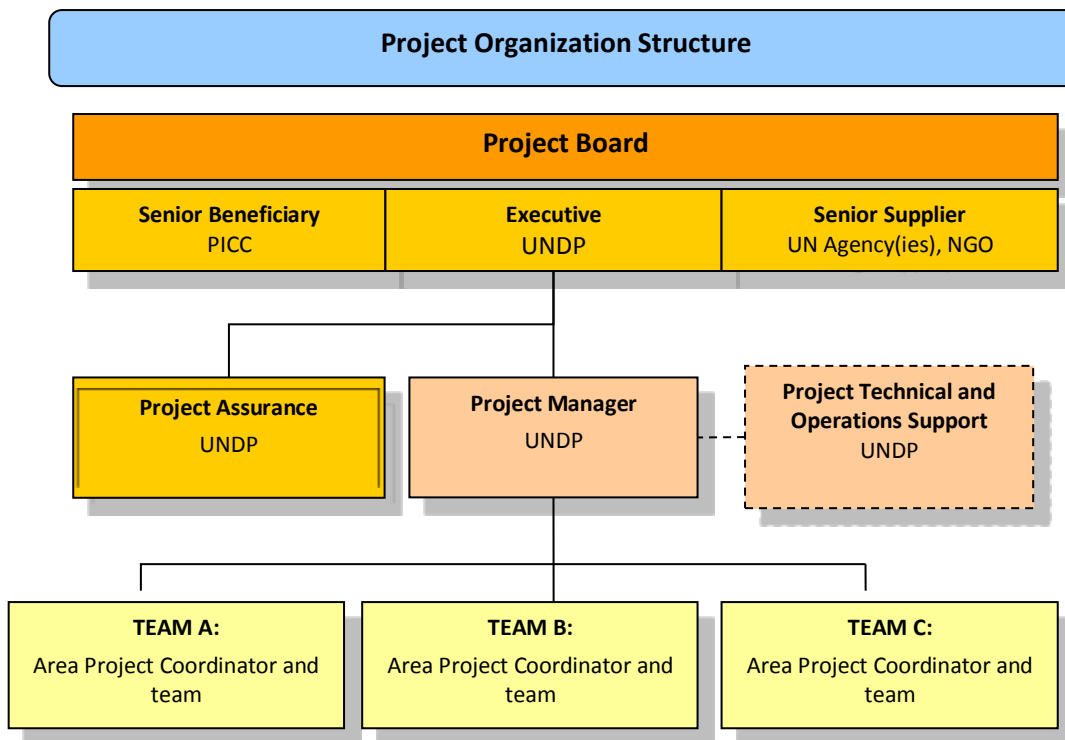 Project Organization Structure
Project Board
Senior Beneficiary
PICC
Executive
UNDP
Senior Supplier
UN Agency(ies), NGO
Project Assurance
UNDP
Project Manager
UNDP
Project Technical and
Operations Support
UNDP
TEAM A:
Area Project Coordinator and
team
TEAM B:
Area Project Coordinator and
team
TEAM C:
Area Project Coordinator and
team